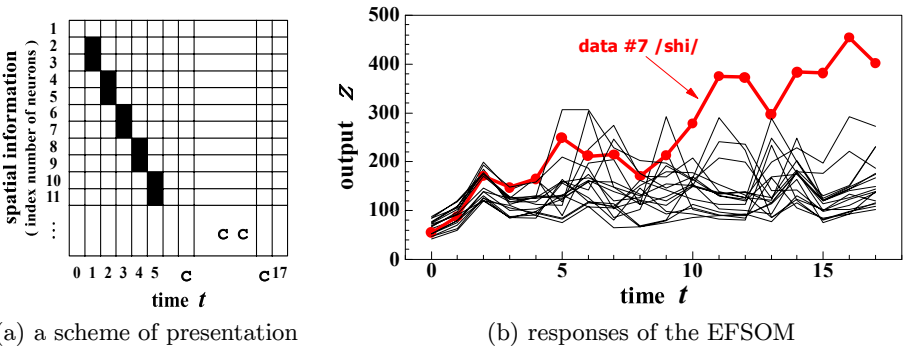 1
2
3
4
5
6
7
8
9
10
11
⋮
spatial information
( index number of neurons )
c c
0 1 2 3 4 5 c c 17
time t
(a) a scheme of presentation
500
400
300
200
100
0
output z
data #7 /shi/
0 5 10 15
time t
(b) responses of the EFSOM